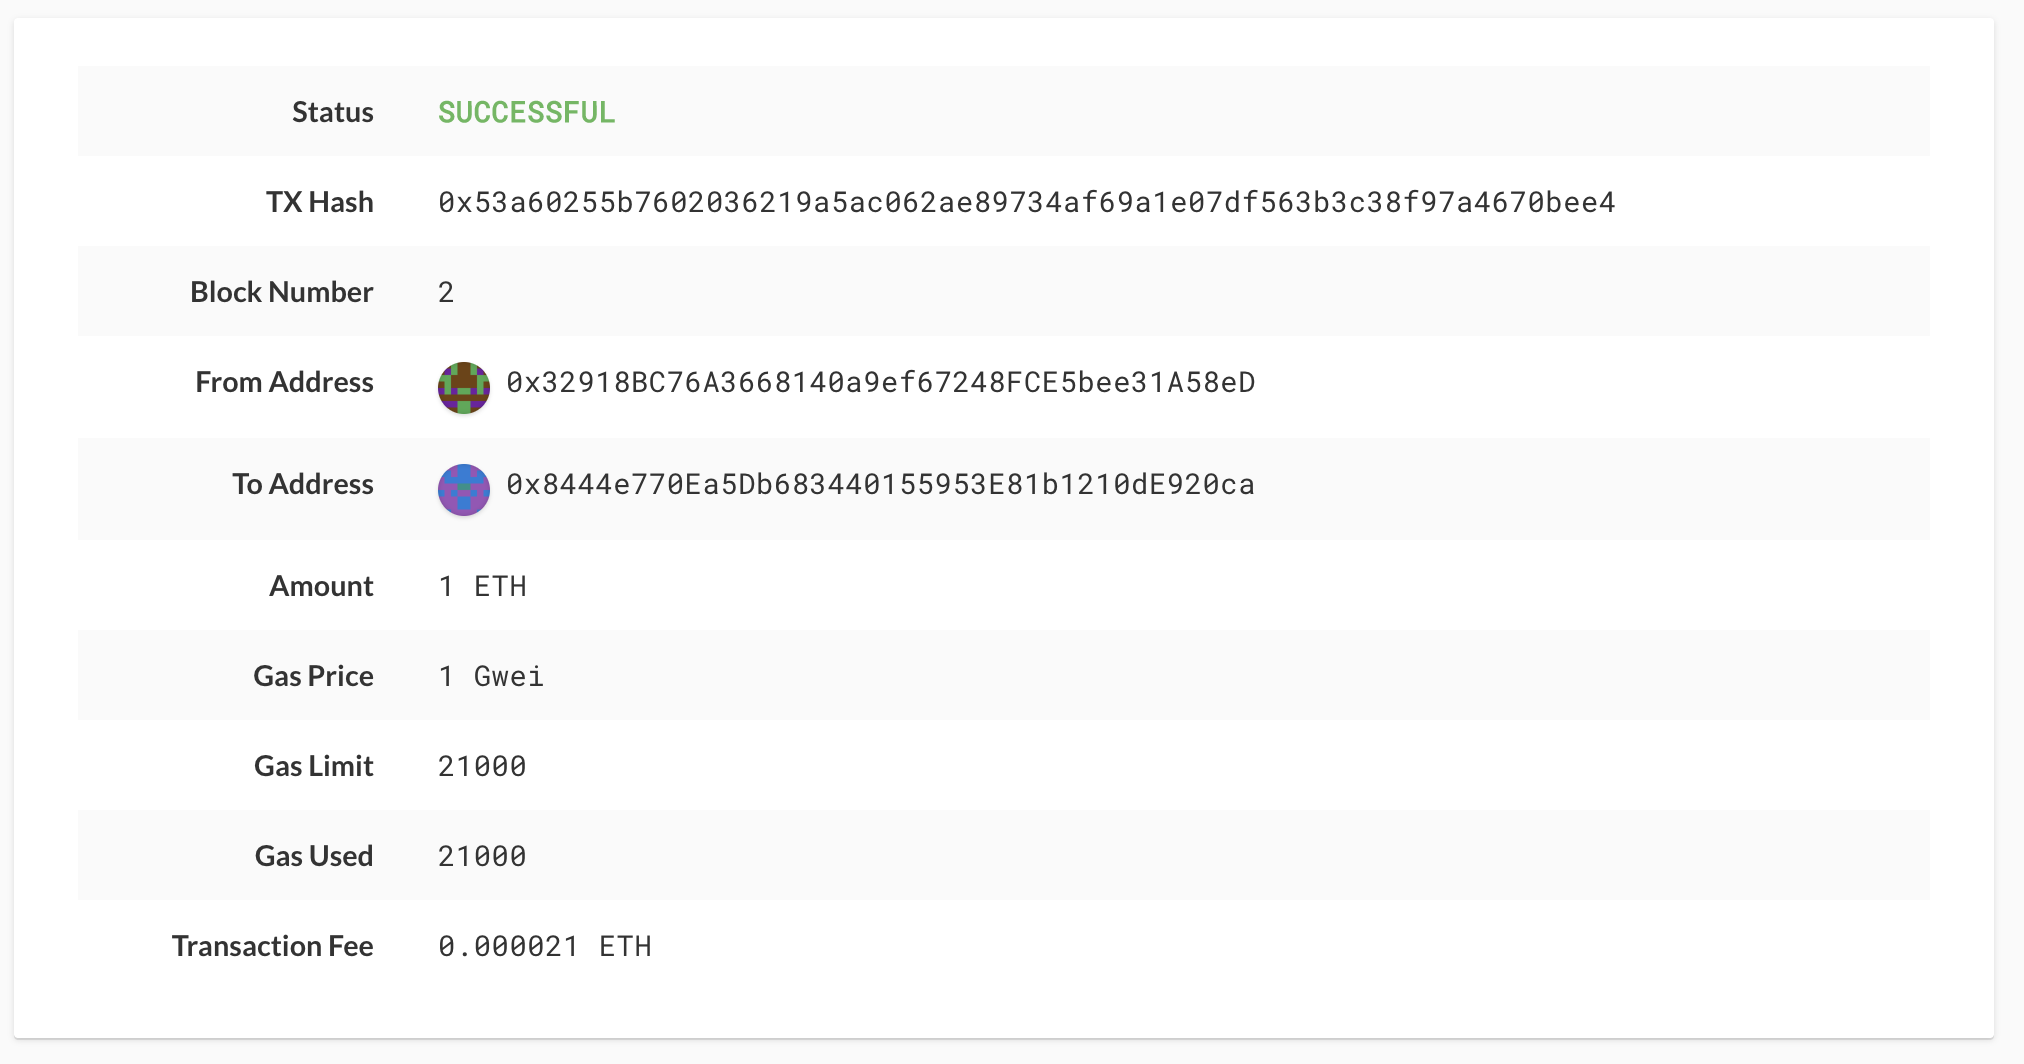 Status SUCCESSFUL
TX Hash 0x53a60255b7602036219a5ac062ae89734af69a1e07df563b3c38f97a4670bee4
Block Number 2
From Address 0x32918BC76A3668140a9ef67248FCE5bee31A58eD
To Address 0x8444e770Ea5Db683440155953E81b1210dE920ca
Amount 1 ETH
Gas Price 1 Gwei
Gas Limit 21000
Gas Used 21000
Transaction Fee 0.000021 ETH